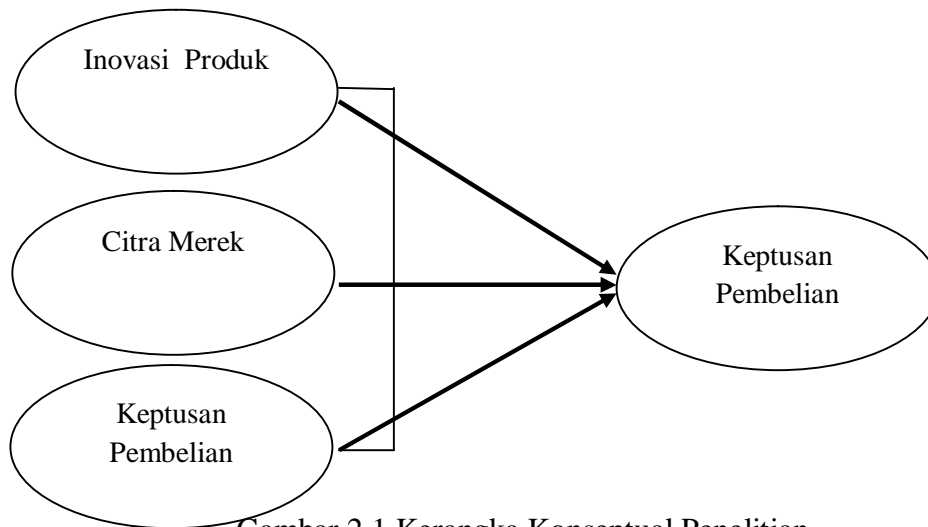 Inovasi Produk
Citra Merek
Keptusan
Pembelian
Keptusan
Pembelian
Gambar 2.1 Kerangka Konseptual Penelitian